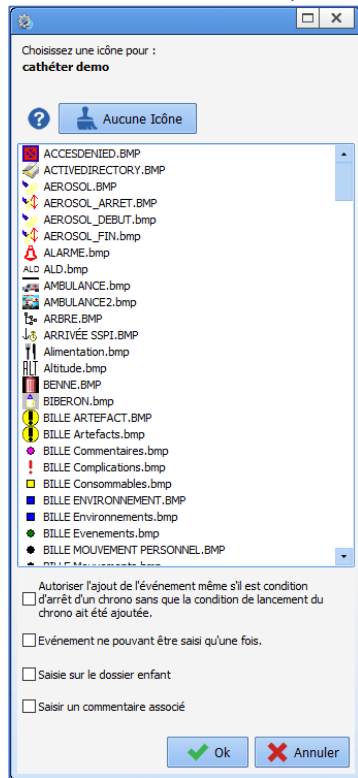 Choisissez une icône pour :
cathéter demo
Aucune Icône
ACCESDENIED.BMP
ACTIVEDIRECTORY.BMP
AEROSOL.BMP
AEROSOL_ARRET.bmp
AEROSOL_DEBUT.bmp
AEROSOL_FIN.bmp
ALARME.bmp
ALD ALD.bmp
AMBULANCE.bmp
AMBULANCE2.bmp
ARBRE.BMP
ARRIVÉE SSPI.BMP
Alimentation.bmp
ALT Altitude.bmp
BENNE.BMP
BIBERON.bmp
BILLE ARTEFACT.BMP
BILLE Artefacts.bmp
BILLE Commentaires.bmp
BILLE Complications.bmp
BILLE Consommables.bmp
BILLE ENVIRONNEMENT.BMP
BILLE Environnements.bmp
BILLE Evenements.bmp
BILLE MOUVEMENT PERSONNEL.BMP
BILLE Mouvements.bmp
Autoriser l'ajout de l'événement même s'il est condition
d'arrêt d'un chrono sans que la condition de lancement du
chrono ait été ajoutée.
Evénement ne pouvant être saisi qu'une fois.
Saisie sur le dossier enfant
Saisir un commentaire associé
Ok Annuler